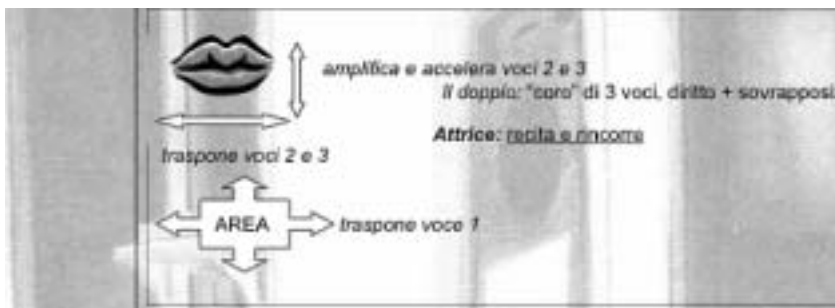 amplifica e accelera voci 2 e 3
Il doppio: "coro" di 3 voci, diritto + sovrapposi
Attrice: recita e rincorre
traspone voci 2 e 3
AREA
traspone voce 1